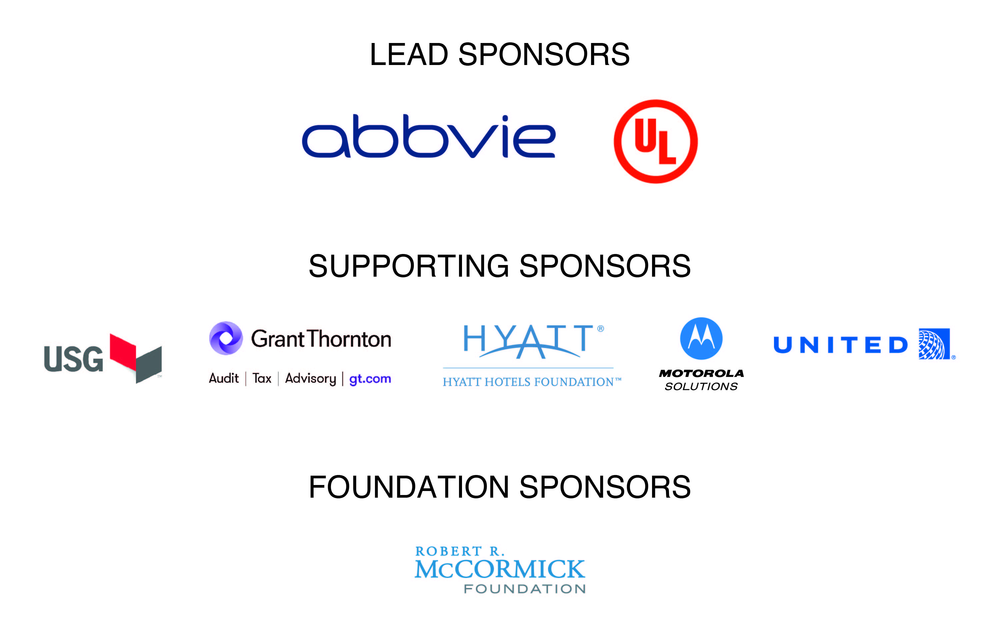 LEAD SPONSORS
abbvie
UL
SUPPORTING SPONSORS
USG™
Grant Thornton
Audit | Tax | Advisory | gt.com
HYATT®
HYATT HOTELS FOUNDATION™
MOTOROLA
SOLUTIONS
UNITED®
FOUNDATION SPONSORS
ROBERT R.
McCORMICK
FOUNDATION